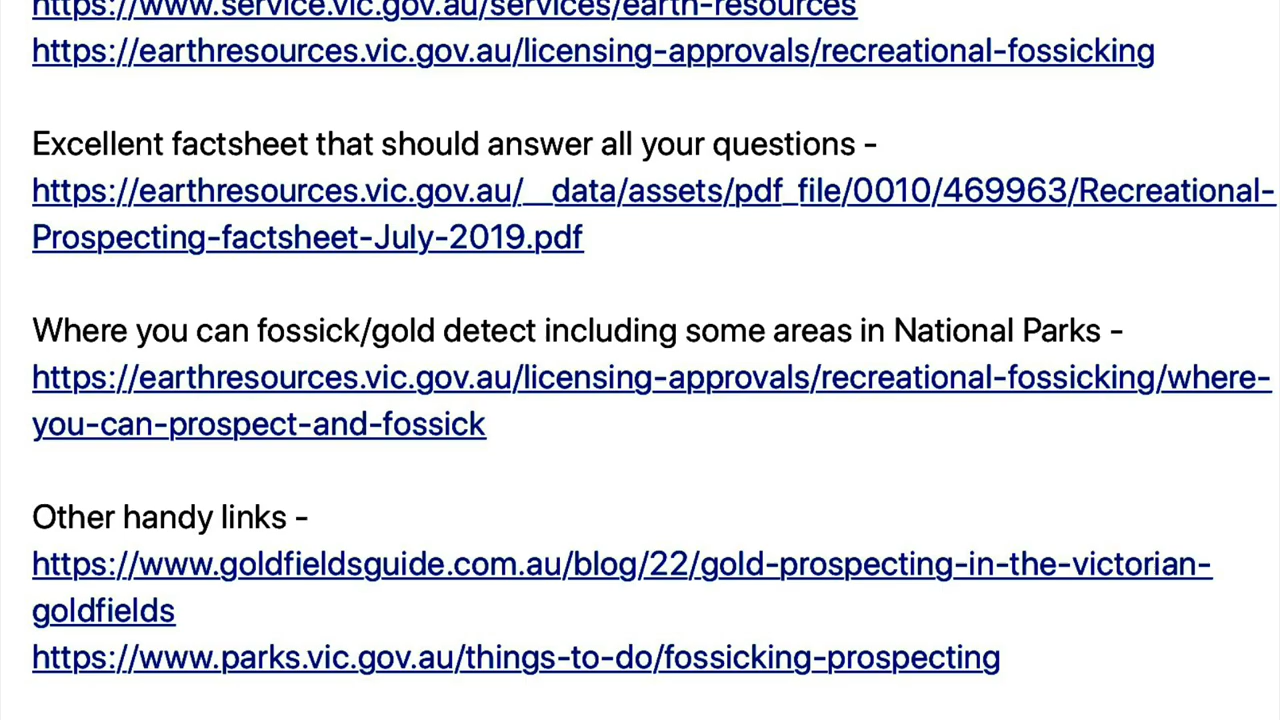 https://www.service.vic.gov.au/services/earth-resources
https://earthresources.vic.gov.au/licensing-approvals/recreational-fossicking
Excellent factsheet that should answer all your questions -
https://earthresources.vic.gov.au/__data/assets/pdf_file/0010/469963/Recreational-
Prospecting-factsheet-July-2019.pdf
Where you can fossick/gold detect including some areas in National Parks -
https://earthresources.vic.gov.au/licensing-approvals/recreational-fossicking/where-
you-can-prospect-and-fossick
Other handy links -
https://www.goldfieldsguide.com.au/blog/22/gold-prospecting-in-the-victorian-
goldfields
https://www.parks.vic.gov.au/things-to-do/fossicking-prospecting